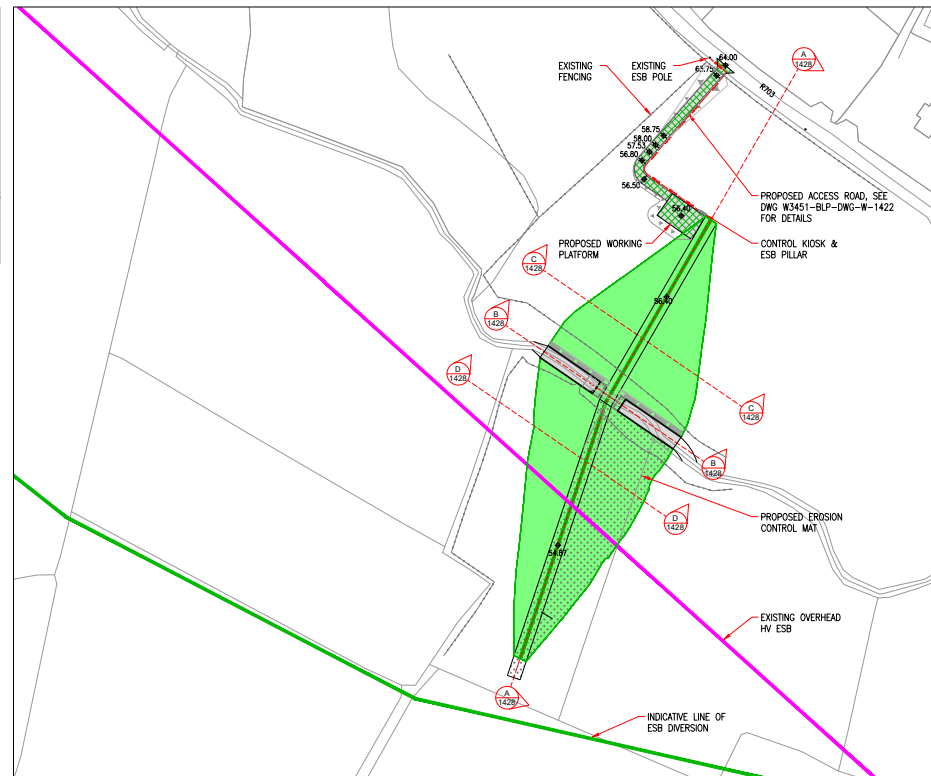 EXISTING
FENCING
EXISTING
ESB POLE
64.00
63.75
R703
A
1428
58.75
58.00
57.53
56.80
56.50
56.40
PROPOSED ACCESS ROAD, SEE
DWG W3451-BLP-DWG-W-1422
FOR DETAILS
PROPOSED WORKING
PLATFORM
CONTROL KIOSK &
ESB PILLAR
C
1428
56.40
B
1428
D
1428
C
1428
B
1428
D
1428
PROPOSED EROSION
CONTROL MAT
54.87
EXISTING OVERHEAD
HV ESB
A
1428
INDICATIVE LINE OF
ESB DIVERSION